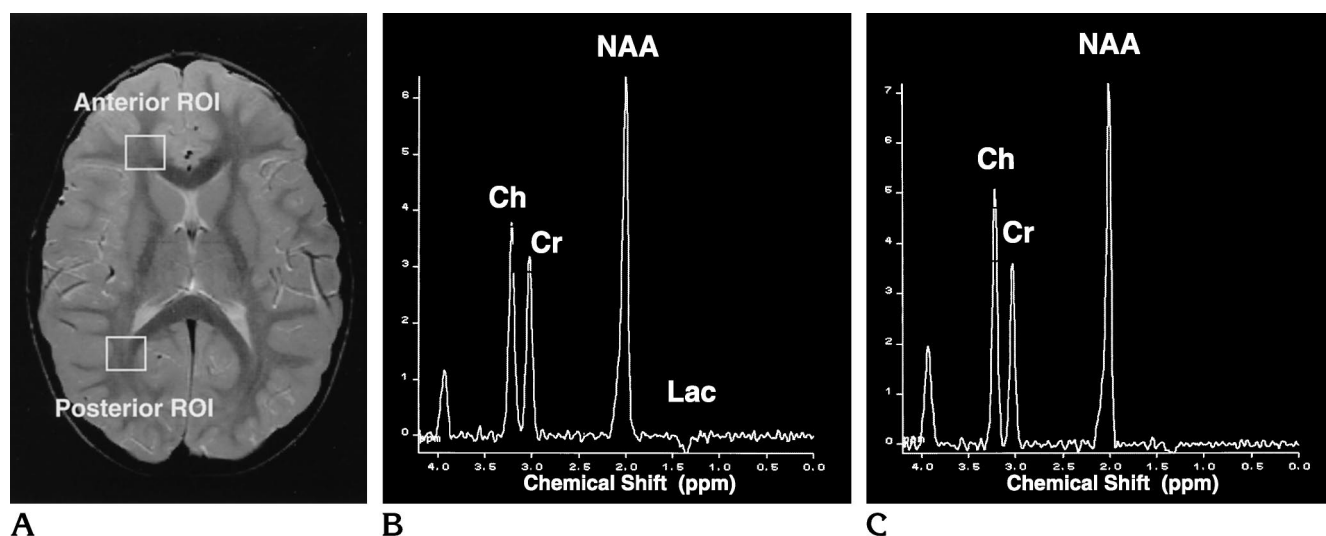 Anterior ROI
Posterior ROI
A
NAA
Ch
Cr
Lac
6
5
4
3
2
1
0
ppm
4.0 3.5 3.0 2.5 2.0 1.5 1.0 0.5 0.0
Chemical Shift (ppm)
B
NAA
Ch
Cr
7
6
5
4
3
2
1
0
ppm
4.0 3.5 3.0 2.5 2.0 1.5 1.0 0.5 0.0
Chemical Shift (ppm)
C